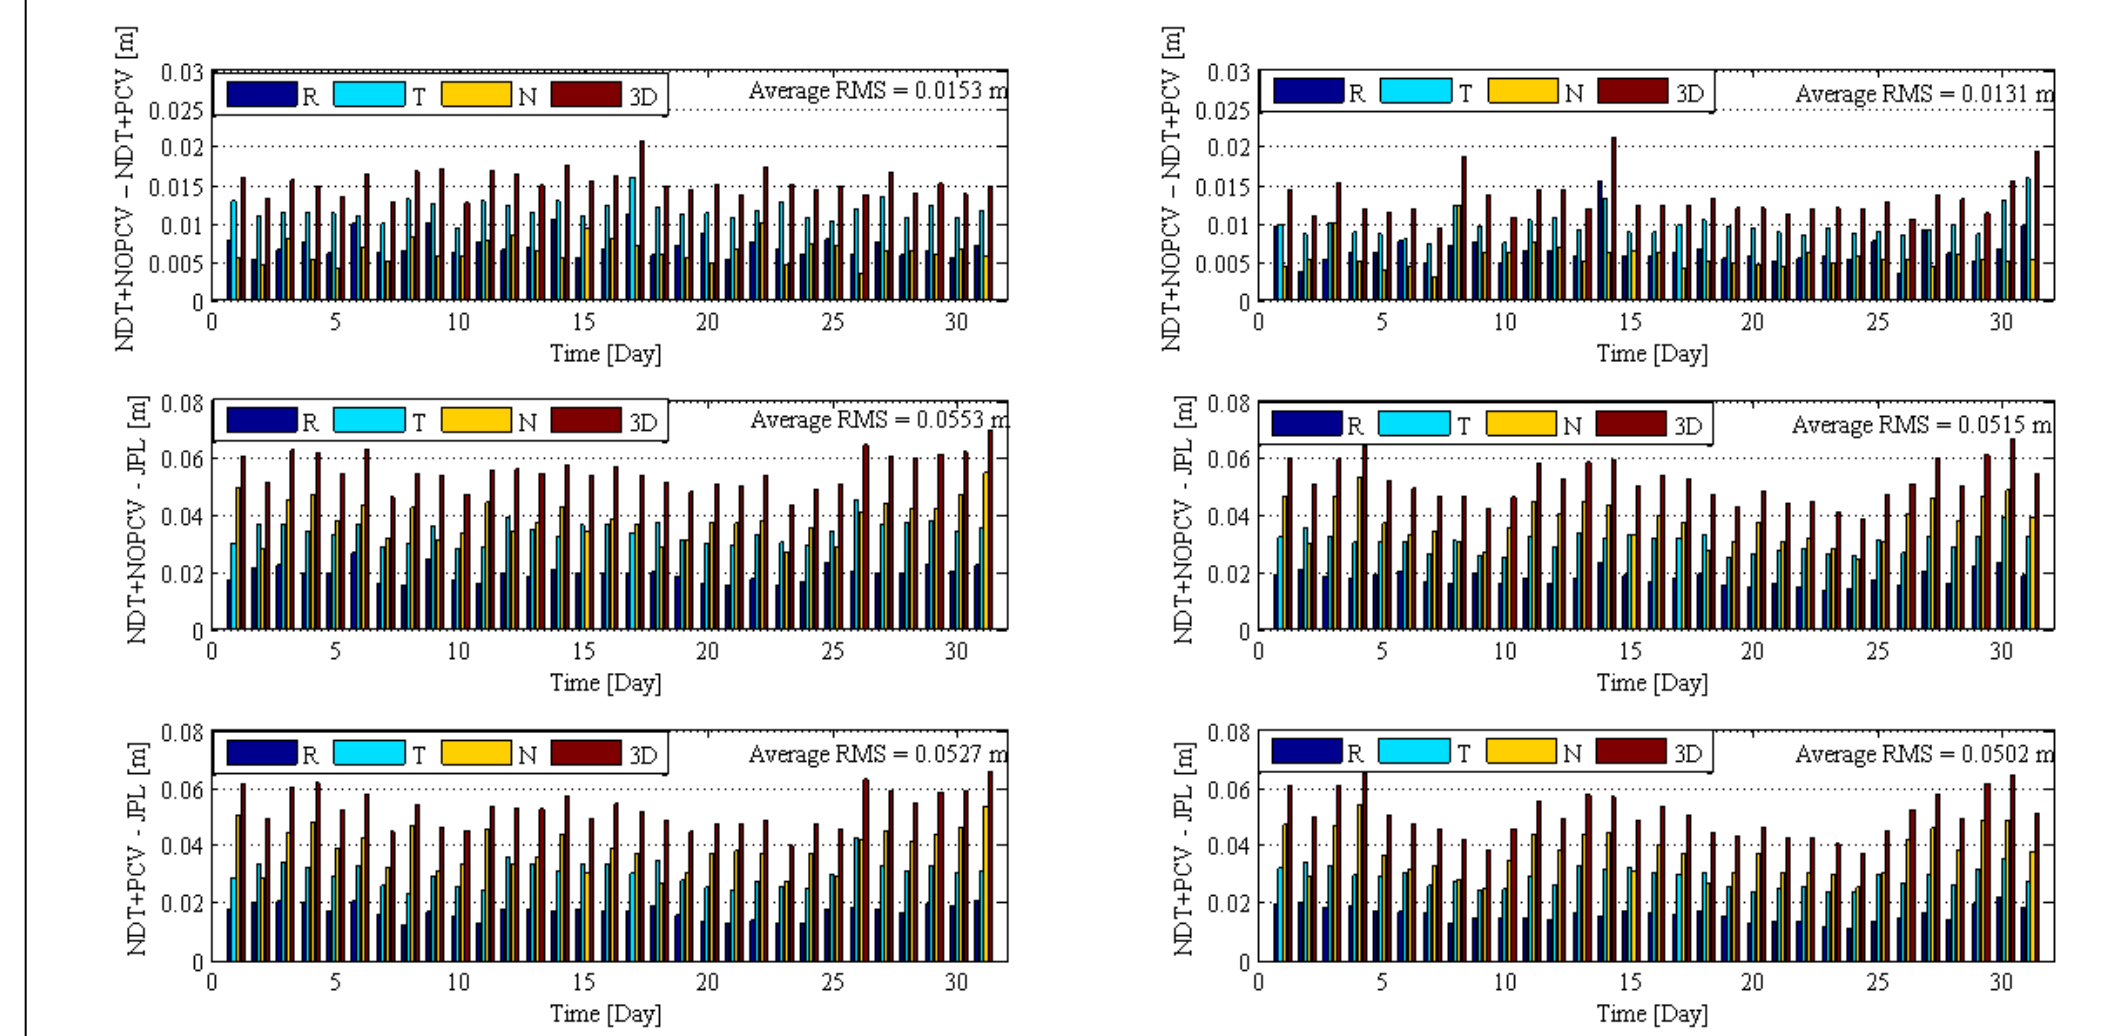 NDT+NOPCV – NDT+PCV [m]
0.03
0.025
0.02
0.015
0.01
0.005
0
R T N 3D
Average RMS = 0.0153 m
0 5 10 15 20 25 30
Time [Day]
NDT+NOPCV – NDT+PCV [m]
0.03
0.025
0.02
0.015
0.01
0.005
0
R T N 3D
Average RMS = 0.0131 m
0 5 10 15 20 25 30
Time [Day]
NDT+NOPCV - JPL [m]
0.08
0.06
0.04
0.02
0
R T N 3D
Average RMS = 0.0553 m
0 5 10 15 20 25 30
Time [Day]
NDT+NOPCV - JPL [m]
0.08
0.06
0.04
0.02
0
R T N 3D
Average RMS = 0.0515 m
0 5 10 15 20 25 30
Time [Day]
NDT+PCV - JPL [m]
0.08
0.06
0.04
0.02
0
R T N 3D
Average RMS = 0.0527 m
0 5 10 15 20 25 30
Time [Day]
NDT+PCV - JPL [m]
0.08
0.06
0.04
0.02
0
R T N 3D
Average RMS = 0.0502 m
0 5 10 15 20 25 30
Time [Day]